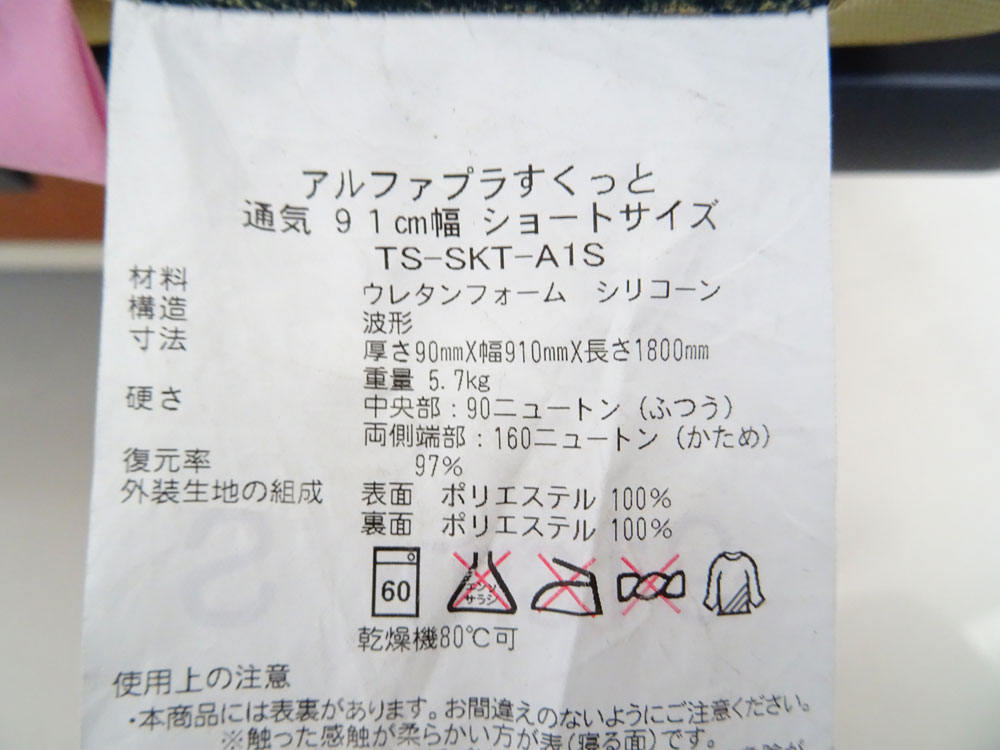 アルファプラすくっと
通気 91cm幅 ショートサイズ
TS-SKT-A1S
材料 ウレタンフォーム シリコーン
構造 波形
寸法 厚さ90mmX幅910mmX長さ1800mm
重量 5.7kg
硬さ 中央部:90ニュートン(ふつう)
両側端部:160ニュートン(かため)
復元率 97%
外装生地の組成 表面 ポリエステル 100%
裏面 ポリエステル 100%
60 エンソ
サラシ
乾燥機80℃可
使用上の注意
・本商品には表裏があります。お間違えのないようにご注意ください。
※触った感触が柔らかい方が表(寝る面)です。